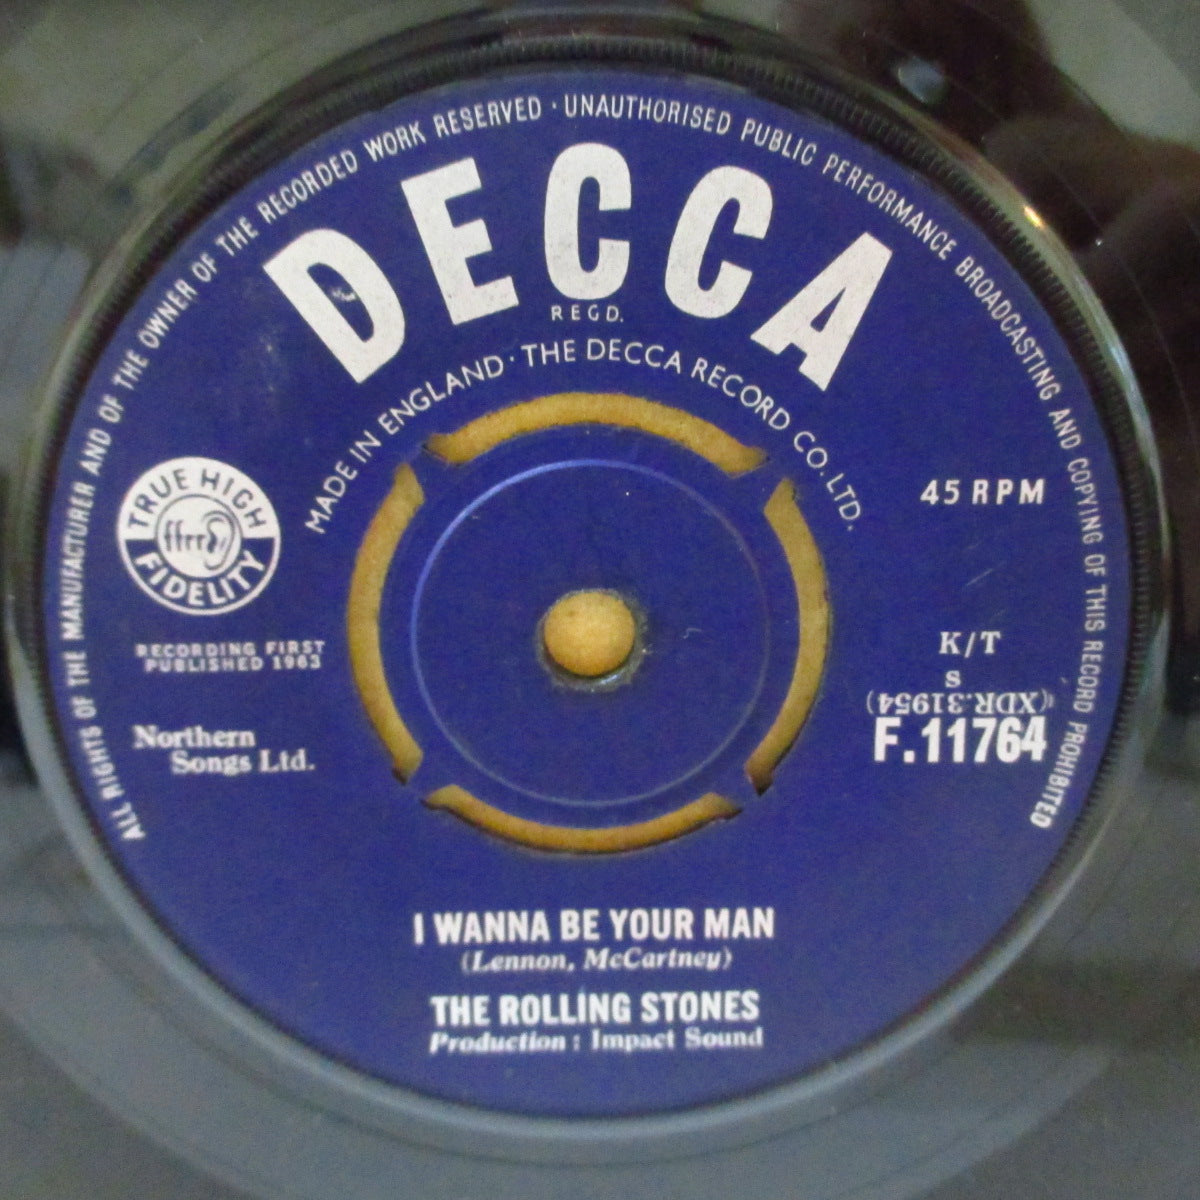 ALL RIGHTS OF THE MANUFACTURER AND OF THE OWNER OF THE RECORDED WORK RESERVED · UNAUTHORISED PUBLIC PERFORMANCE BROADCASTING AND COPYING OF THIS RECORD PROHIBITED
DECCA
REGD.
MADE IN ENGLAND · THE DECCA RECORD CO. LTD.
TRUE HIGH
ffrr
FIDELITY
45 RPM
RECORDING FIRST
PUBLISHED 1963
K/T
S
(XDR.31954)
F.11764
Northern
Songs Ltd.
I WANNA BE YOUR MAN
(Lennon, McCartney)
THE ROLLING STONES
Production : Impact Sound